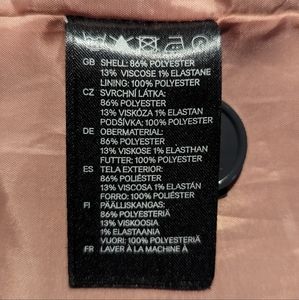 GB SHELL: 86% POLYESTER
13% VISCOSE 1% ELASTANE
LINING: 100% POLYESTER
CZ SVRCHNÍ LÁTKA:
86% POLYESTER
13% VISKÓZA 1% ELASTAN
PODŠÍVKA: 100% POLYESTER
DE OBERMATERIAL:
86% POLYESTER
13% VISKOSE 1% ELASTHAN
FUTTER: 100% POLYESTER
ES TELA EXTERIOR:
86% POLIÉSTER
13% VISCOSA 1% ELASTÁN
FORRO: 100% POLIÉSTER
FI PÄÄLLISKANGAS:
86% POLYESTERIÄ
13% VISKOOSIA
1% ELASTAANIA
VUORI: 100% POLYESTERIÄ
FR LAVER À LA MACHINE À